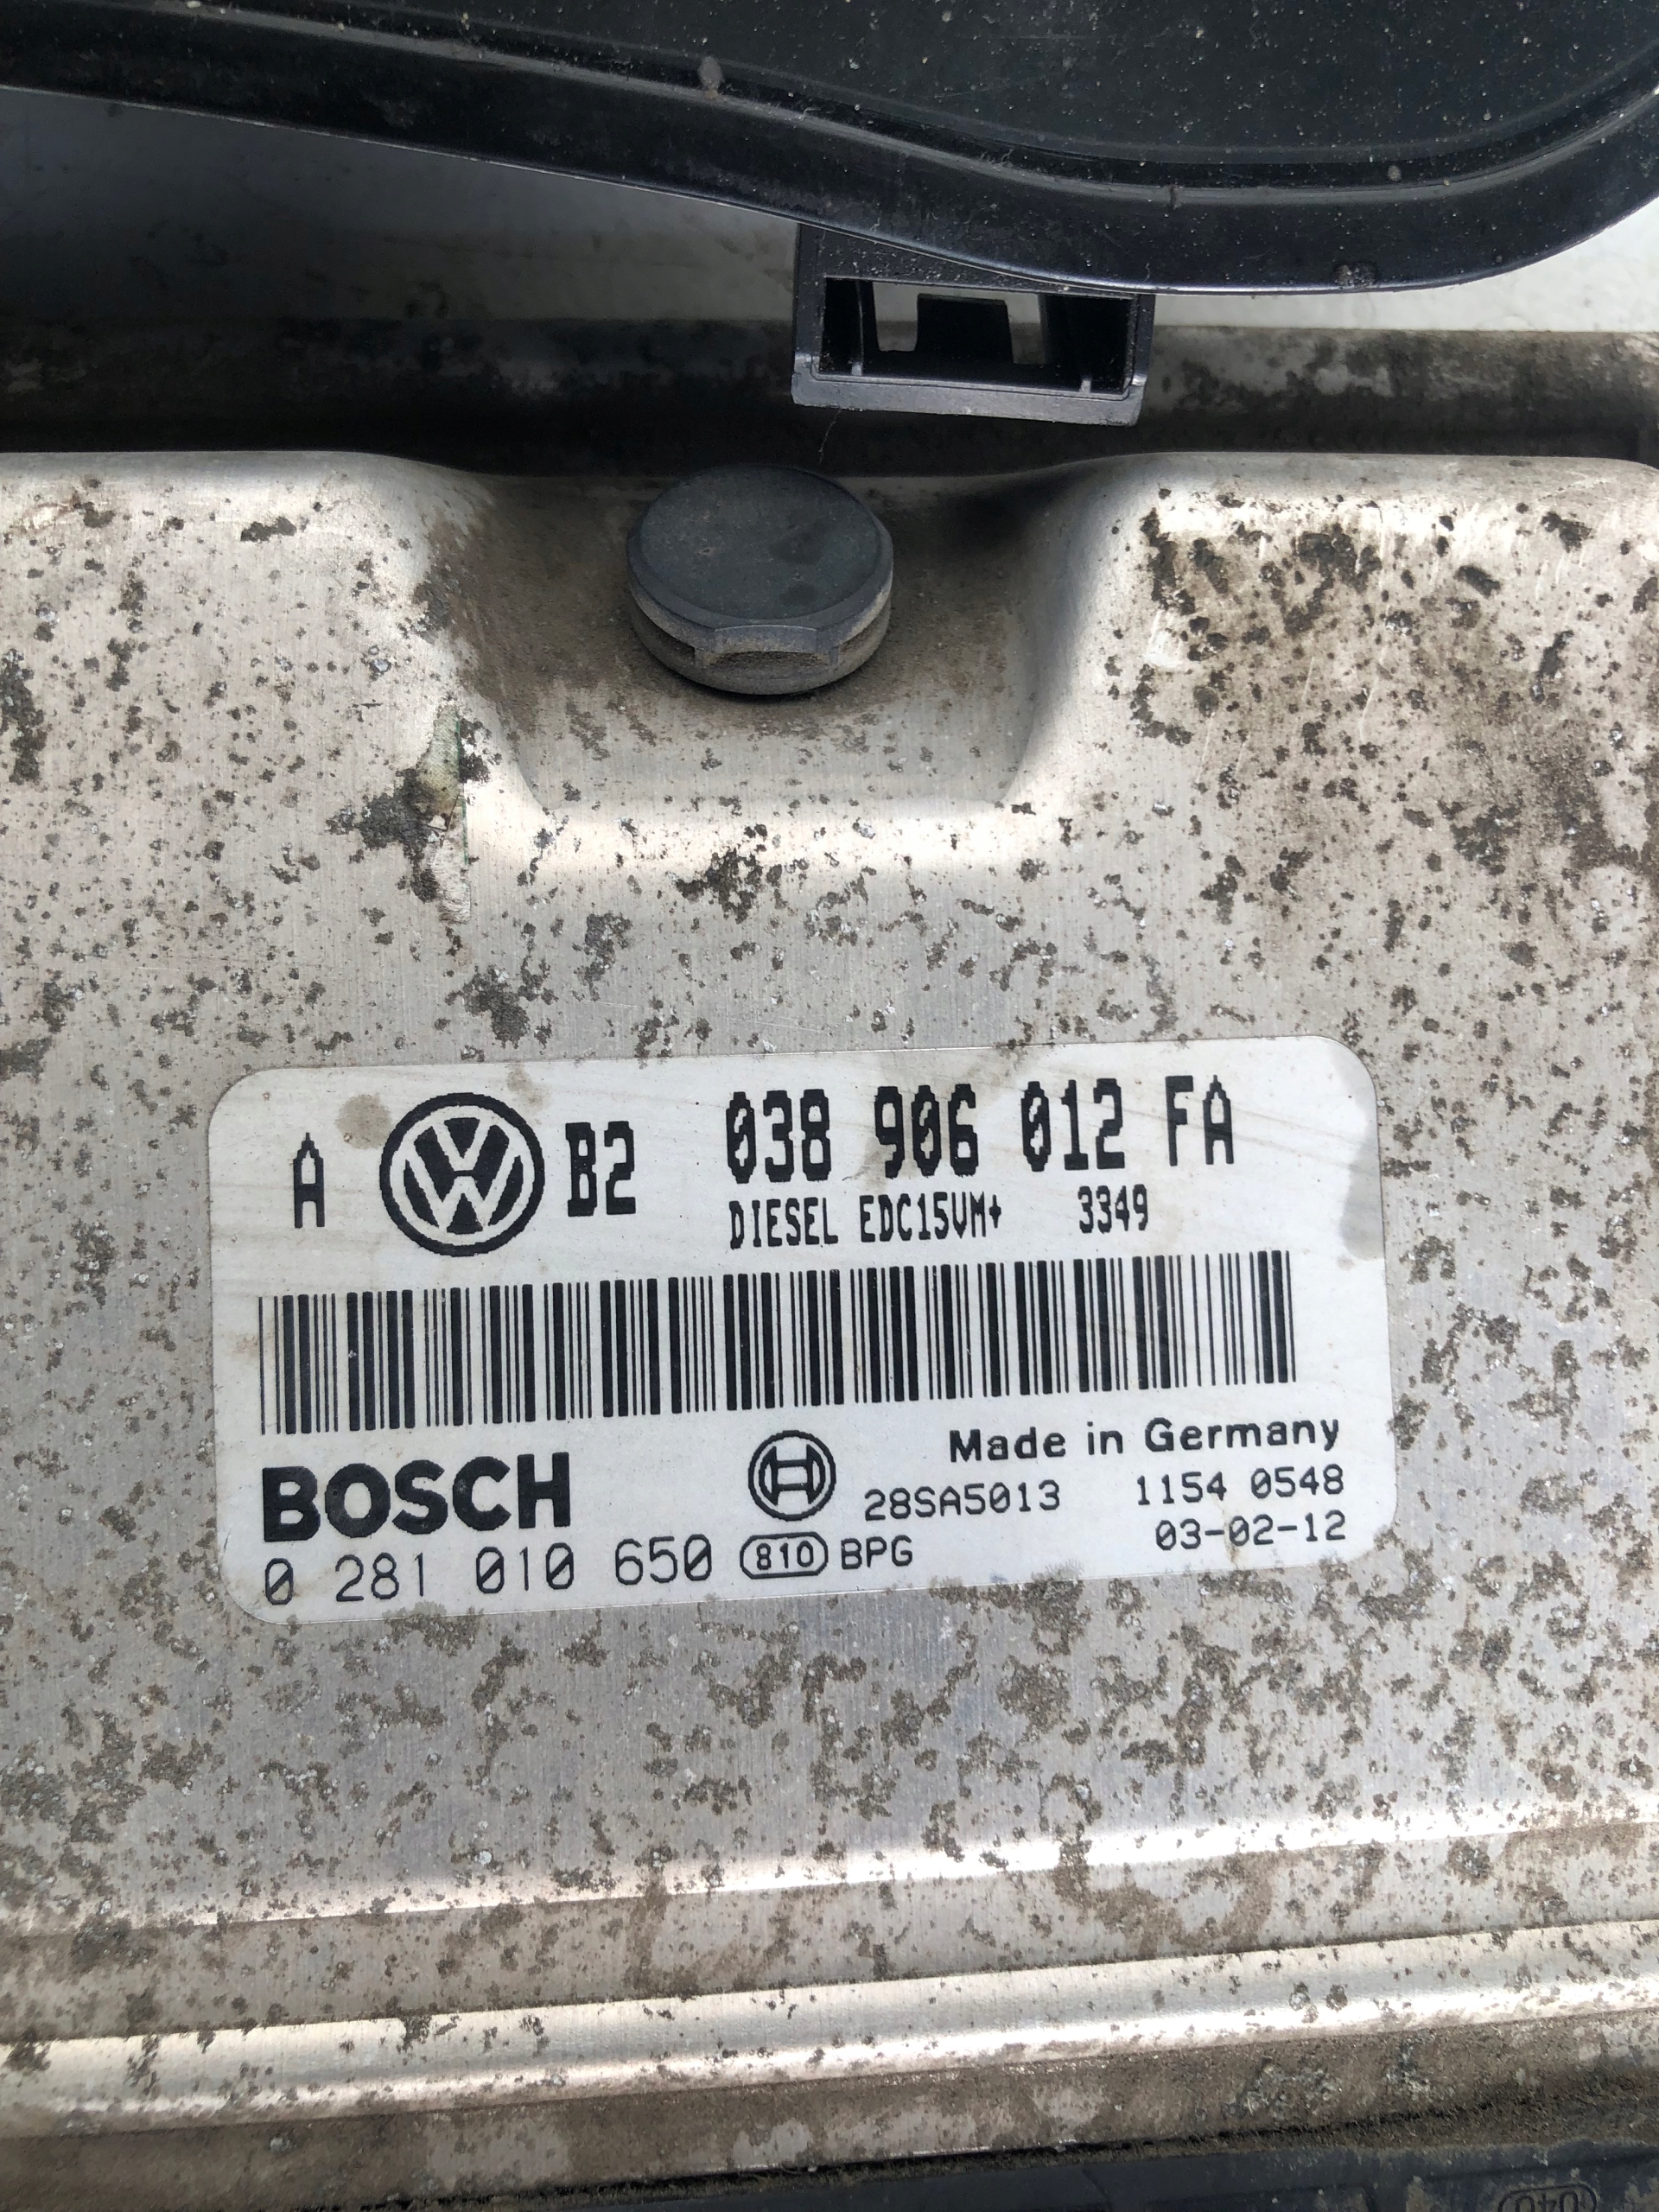 A VW B2 038 906 012 FA
DIESEL EDC15VM+ 3349
BOSCH
Made in Germany
28SA5013 1154 0548
0 281 010 650 810 BPG 03-02-12